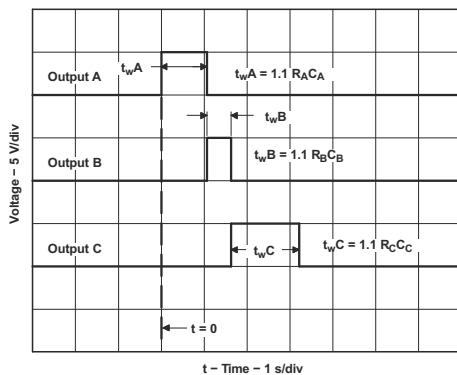 Voltage – 5 V/div
Output A
twA
twA = 1.1 RACA
twB
Output B
twB = 1.1 RBCB
Output C
twC
twC = 1.1 RCCC
t = 0
t – Time – 1 s/div